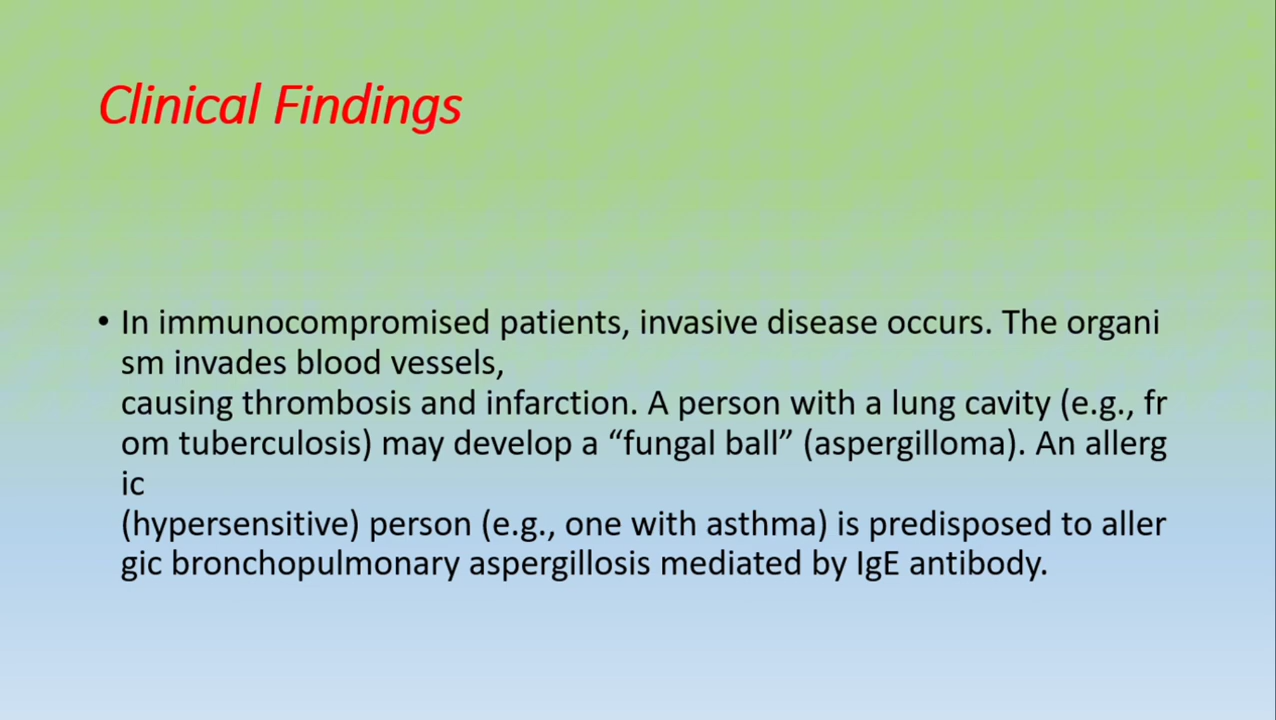 Clinical Findings
• In immunocompromised patients, invasive disease occurs. The organi
sm invades blood vessels,
causing thrombosis and infarction. A person with a lung cavity (e.g., fr
om tuberculosis) may develop a “fungal ball” (aspergilloma). An allerg
ic
(hypersensitive) person (e.g., one with asthma) is predisposed to aller
gic bronchopulmonary aspergillosis mediated by IgE antibody.